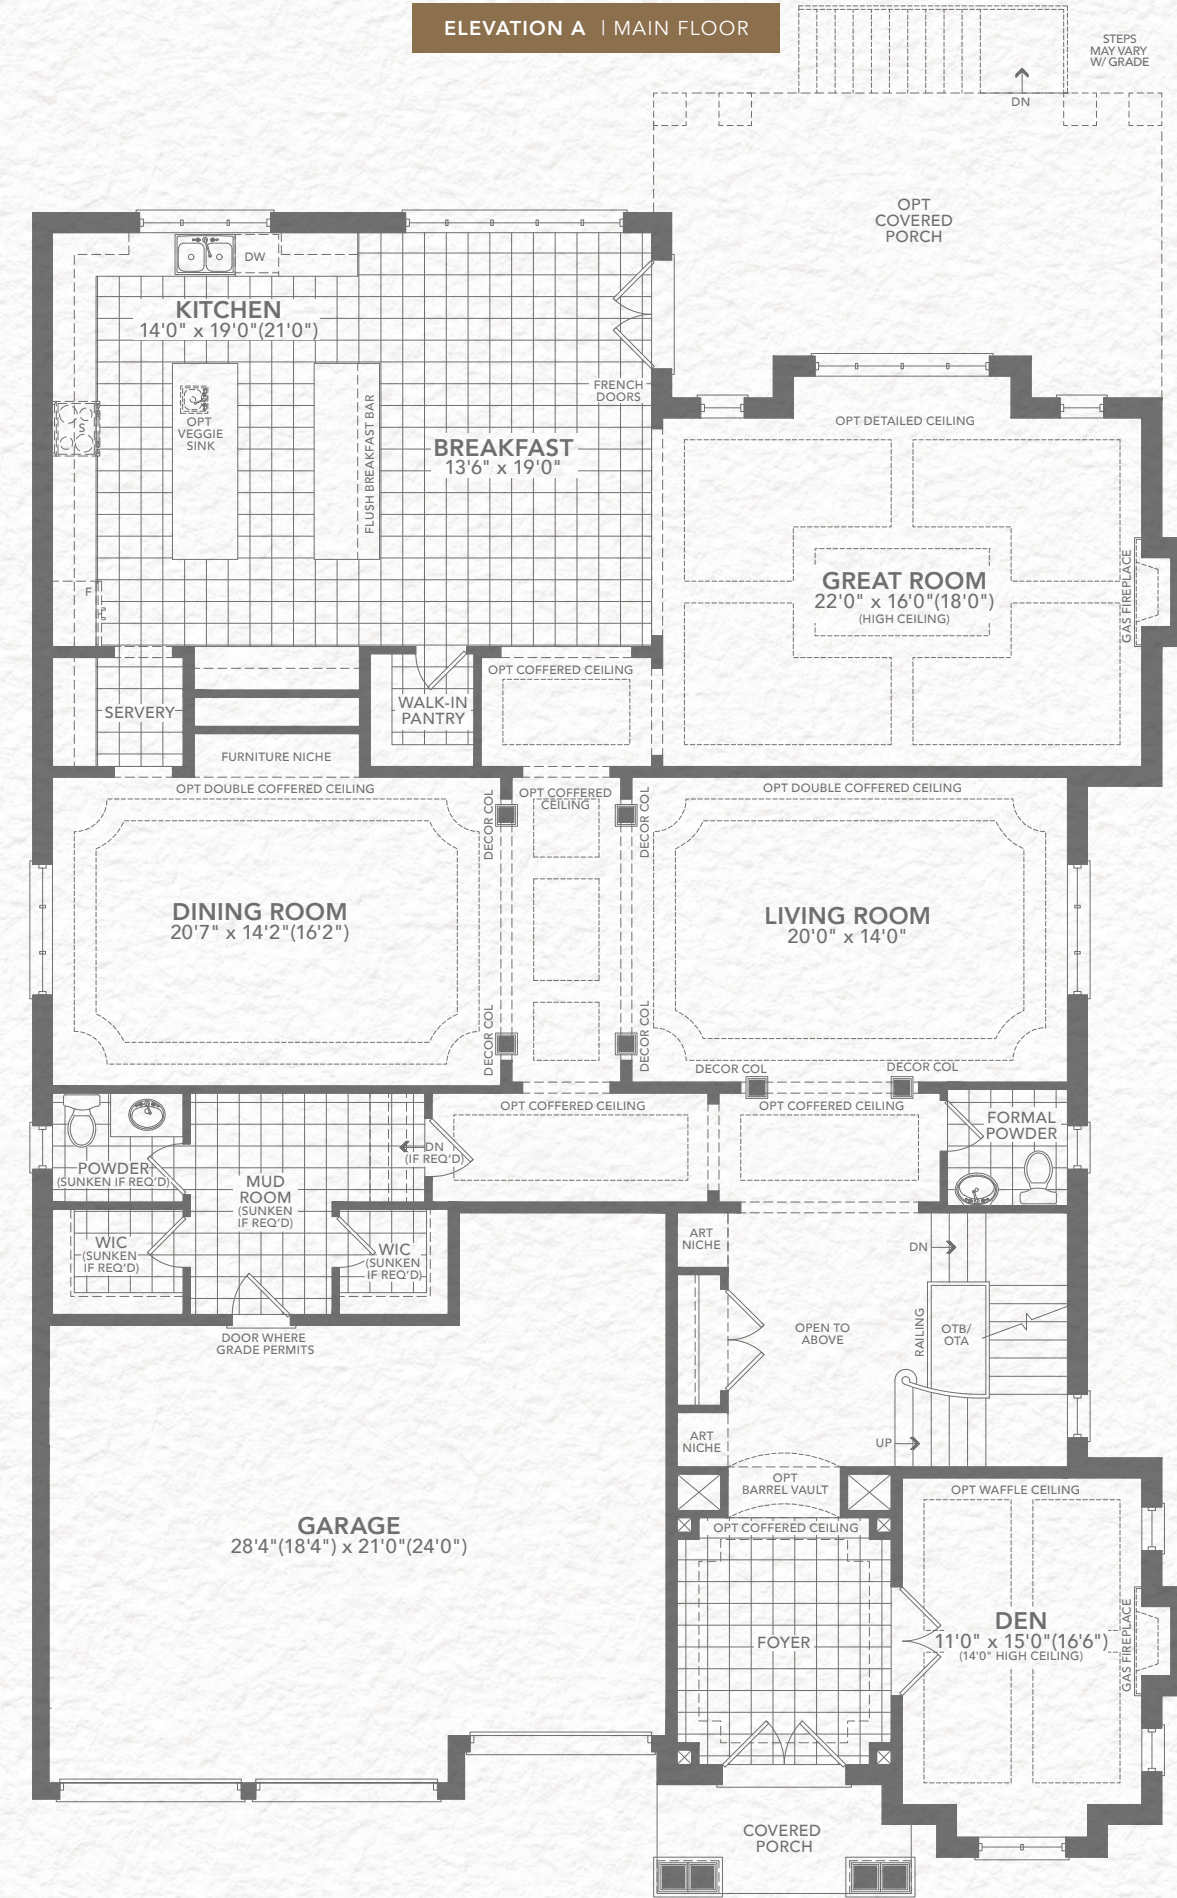 ELEVATION A | MAIN FLOOR
STEPS
MAY VARY
W/ GRADE
DN
OPT
COVERED
PORCH
DW
KITCHEN
14'0" x 19'0"(21'0")
FRENCH
DOORS
OPT
VEGGIE
SINK
S
FLUSH BREAKFAST BAR
BREAKFAST
13'6" x 19'0"
OPT DETAILED CEILING
GREAT ROOM
22'0" x 16'0"(18'0")
(HIGH CEILING)
GAS FIREPLACE
F
OPT COFFERED CEILING
SERVERY
WALK-IN
PANTRY
FURNITURE NICHE
OPT DOUBLE COFFERED CEILING
DECOR COL
OPT COFFERED
CEILING
DECOR COL
OPT DOUBLE COFFERED CEILING
DINING ROOM
20'7" x 14'2"(16'2")
LIVING ROOM
20'0" x 14'0"
DECOR COL
DECOR COL
DECOR COL
DECOR COL
OPT COFFERED CEILING
OPT COFFERED CEILING
FORMAL
POWDER
DN
(IF REQ'D)
POWDER
(SUNKEN IF REQ'D)
MUD
ROOM
(SUNKEN
IF REQ'D)
WIC
(SUNKEN
IF REQ'D)
WIC
(SUNKEN
IF REQ'D)
ART
NICHE
DN
DOOR WHERE
GRADE PERMITS
OPEN TO
ABOVE
RAILING
OTB/
OTA
ART
NICHE
UP
OPT
BARREL VAULT
OPT WAFFLE CEILING
GARAGE
28'4"(18'4") x 21'0"(24'0")
OPT COFFERED CEILING
FOYER
DEN
11'0" x 15'0"(16'6")
(14'0" HIGH CEILING)
GAS FIREPLACE
COVERED
PORCH